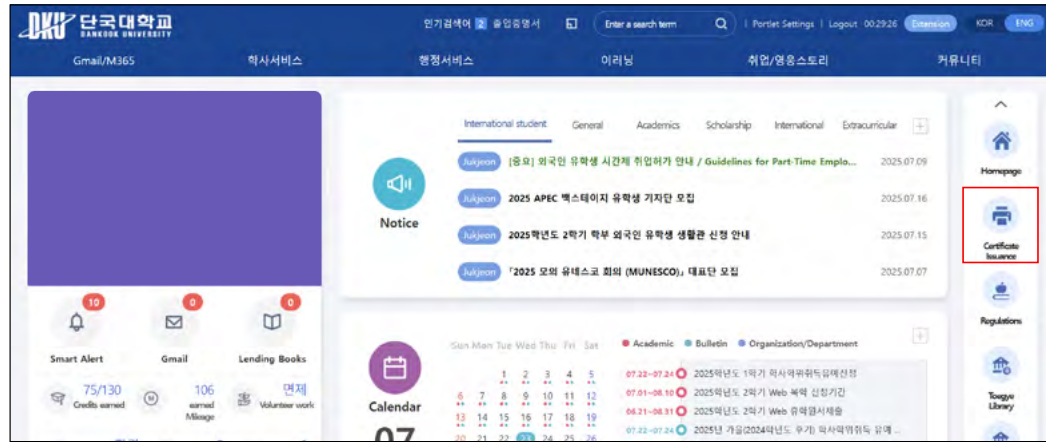 DKU 단국대학교
DANKOOK UNIVERSITY
인기검색어 2 졸업증명서
Enter a search term
Portlet Settings | Logout 00:29:26 Extension KOR ENG
Gmail/M365 학사서비스 행정서비스 이러닝 취업/영웅스토리 커뮤니티
International student General Academics Scholarship International Extracurricular
Notice
Jukjeon [중요] 외국인 유학생 시간제 취업허가 안내 / Guidelines for Part-Time Emplo... 2025.07.09
Jukjeon 2025 APEC 백스테이지 유학생 기자단 모집 2025.07.16
Jukjeon 2025학년도 2학기 학부 외국인 유학생 생활관 신청 안내 2025.07.15
Jukjeon 「2025 모의 유네스코 회의 (MUNESCO)」 대표단 모집 2025.07.07
Homepage
Certificate
Issuance
Regulations
Toegye
Library
10 0 0
Smart Alert Gmail Lending Books
75/130
Credits earned
106
earned
Mileage
면제
Volunteer work
Calendar
07
Sun Mon Tue Wed Thu Fri Sat
1 2 3 4 5
6 7 8 9 10 11 12
13 14 15 16 17 18 19
20 21 22 23 24 25 26
Academic Bulletin Organization/Department
07.22~07.24 2025학년도 1학기 학사학위취득유예신청
07.01~08.10 2025학년도 2학기 Web 복학 신청기간
06.21~08.31 2025학년도 2학기 Web 휴학원서제출
07.22~07.24 2025년 가을(2024학년도 후기) 학사학위취득 유예 ...